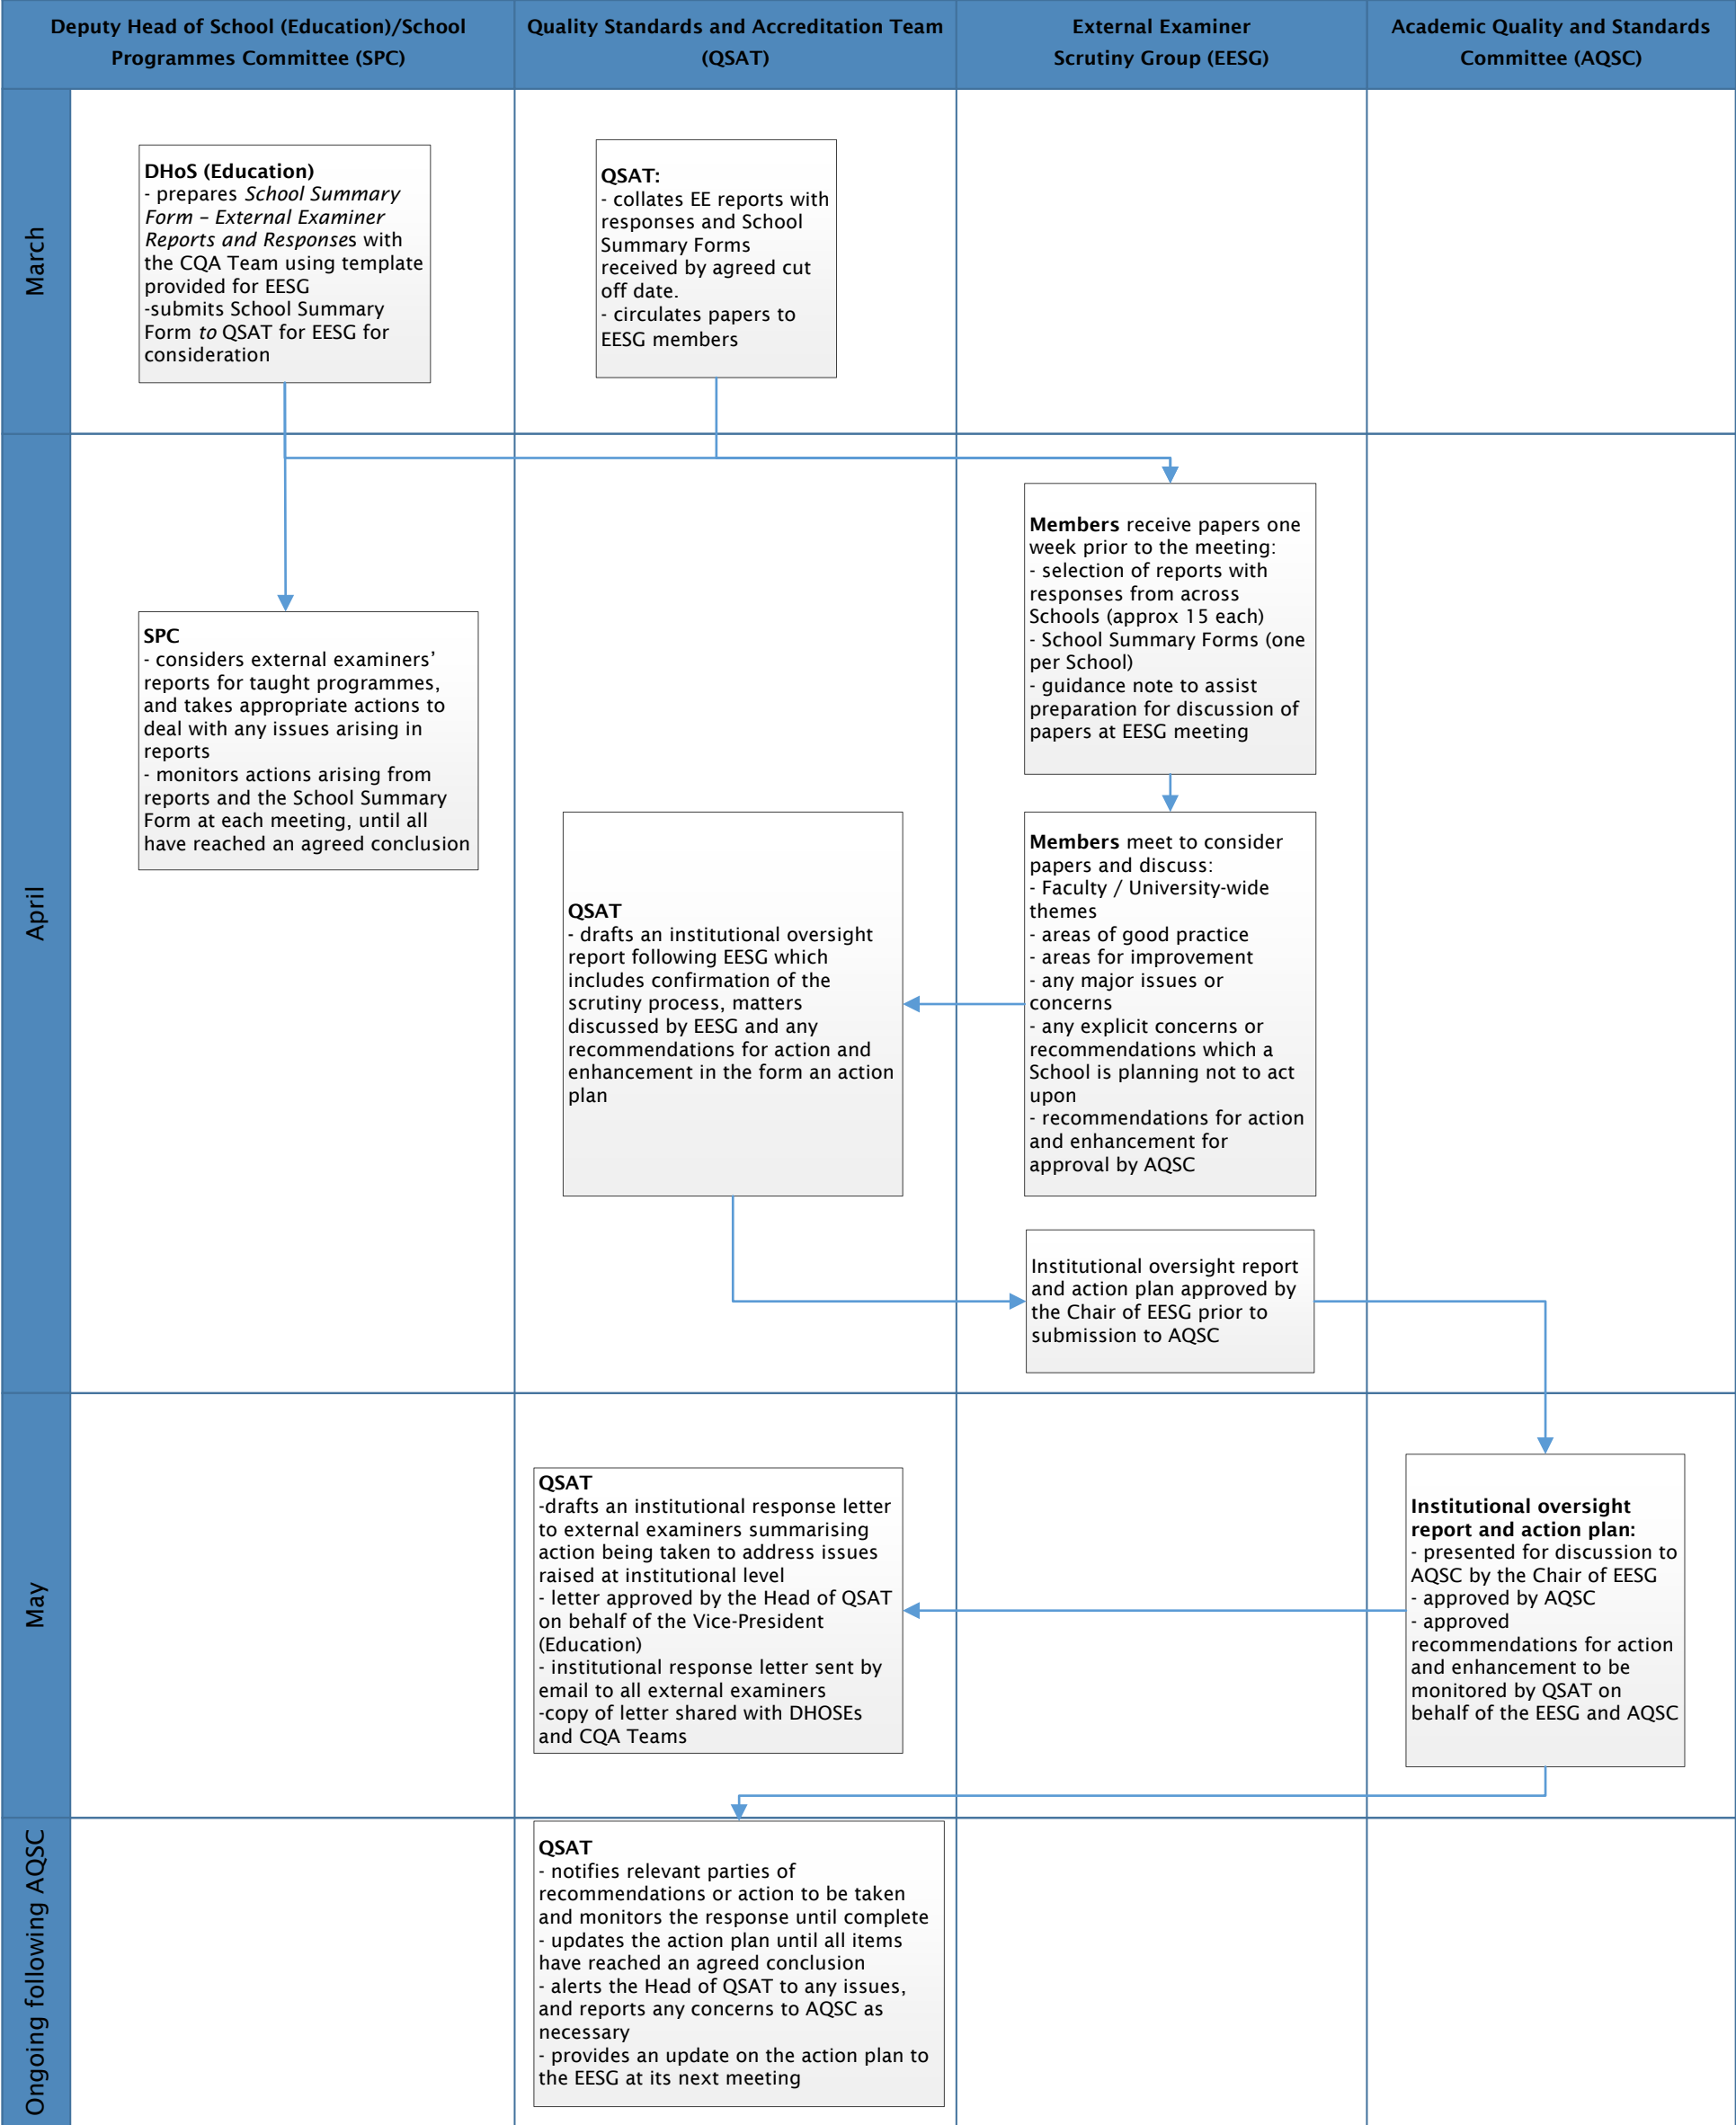 Deputy Head of School (Education)/School
Programmes Committee (SPC)
Quality Standards and Accreditation Team
(QSAT)
External Examiner
Scrutiny Group (EESG)
Academic Quality and Standards
Committee (AQSC)
March
DHoS (Education)
- prepares School Summary
Form – External Examiner
Reports and Responses with
the CQA Team using template
provided for EESG
-submits School Summary
Form to QSAT for EESG for
consideration
QSAT:
- collates EE reports with
responses and School
Summary Forms
received by agreed cut
off date.
- circulates papers to
EESG members
April
SPC
- considers external examiners’
reports for taught programmes,
and takes appropriate actions to
deal with any issues arising in
reports
- monitors actions arising from
reports and the School Summary
Form at each meeting, until all
have reached an agreed conclusion
Members receive papers one
week prior to the meeting:
- selection of reports with
responses from across
Schools (approx 15 each)
- School Summary Forms (one
per School)
- guidance note to assist
preparation for discussion of
papers at EESG meeting
Members meet to consider
papers and discuss:
- Faculty / University-wide
themes
- areas of good practice
- areas for improvement
- any major issues or
concerns
- any explicit concerns or
recommendations which a
School is planning not to act
upon
- recommendations for action
and enhancement for
approval by AQSC
QSAT
- drafts an institutional oversight
report following EESG which
includes confirmation of the
scrutiny process, matters
discussed by EESG and any
recommendations for action and
enhancement in the form an action
plan
Institutional oversight report
and action plan approved by
the Chair of EESG prior to
submission to AQSC
May
QSAT
-drafts an institutional response letter
to external examiners summarising
action being taken to address issues
raised at institutional level
- letter approved by the Head of QSAT
on behalf of the Vice-President
(Education)
- institutional response letter sent by
email to all external examiners
-copy of letter shared with DHOSEs
and CQA Teams
Institutional oversight
report and action plan:
- presented for discussion to
AQSC by the Chair of EESG
- approved by AQSC
- approved
recommendations for action
and enhancement to be
monitored by QSAT on
behalf of the EESG and AQSC
Ongoing following AQSC
QSAT
- notifies relevant parties of
recommendations or action to be taken
and monitors the response until complete
- updates the action plan until all items
have reached an agreed conclusion
- alerts the Head of QSAT to any issues,
and reports any concerns to AQSC as
necessary
- provides an update on the action plan to
the EESG at its next meeting